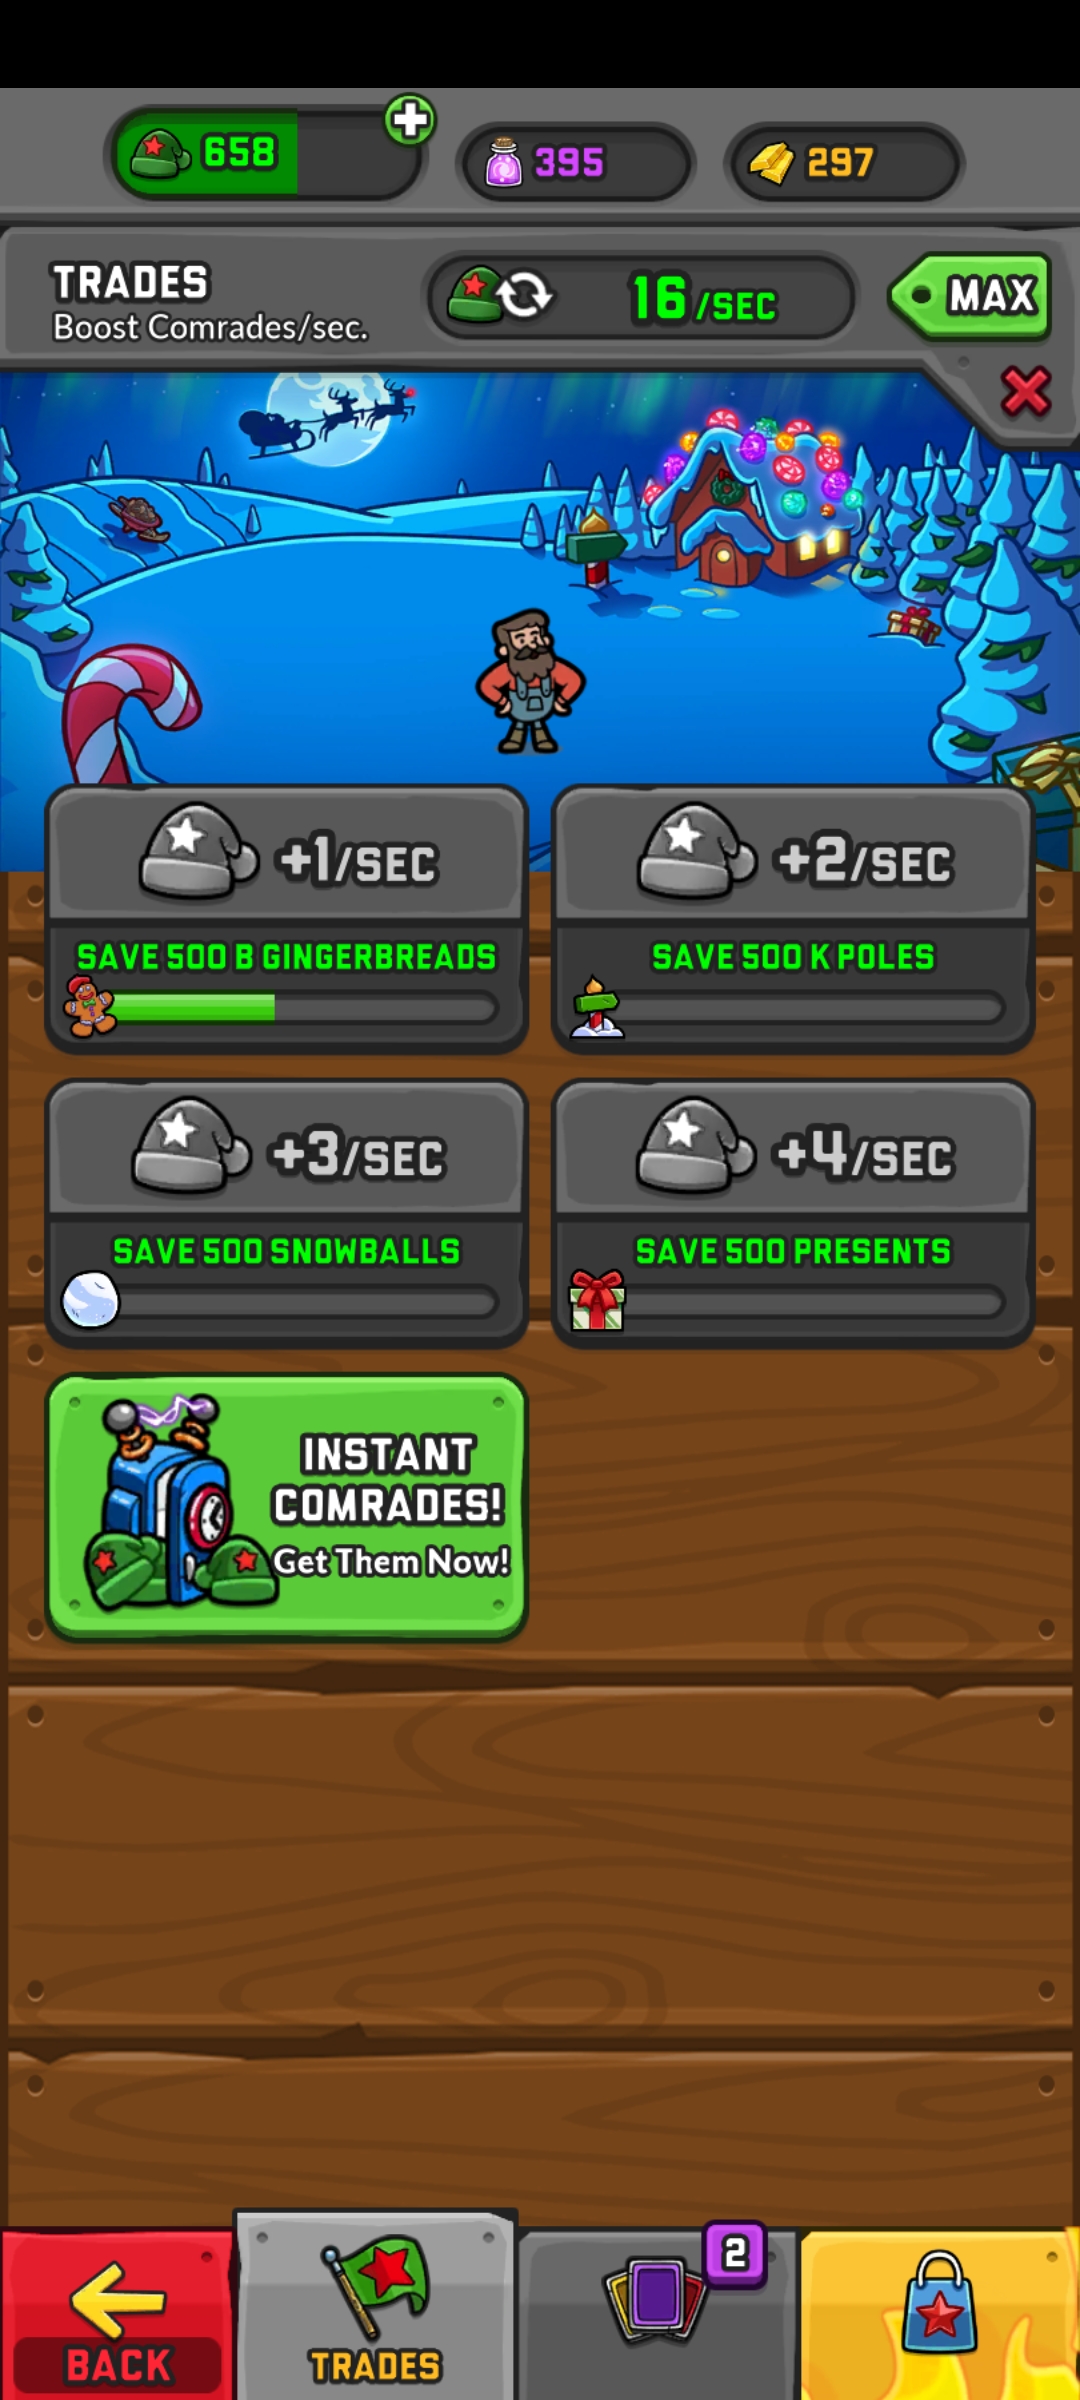 658
395
297
TRADES
Boost Comrades/sec.
16/SEC
MAX
+1/SEC
+2/SEC
SAVE 500 B GINGERBREADS
SAVE 500 K POLES
+3/SEC
+4/SEC
SAVE 500 SNOWBALLS
SAVE 500 PRESENTS
INSTANT
COMRADES!
Get Them Now!
2
BACK
TRADES